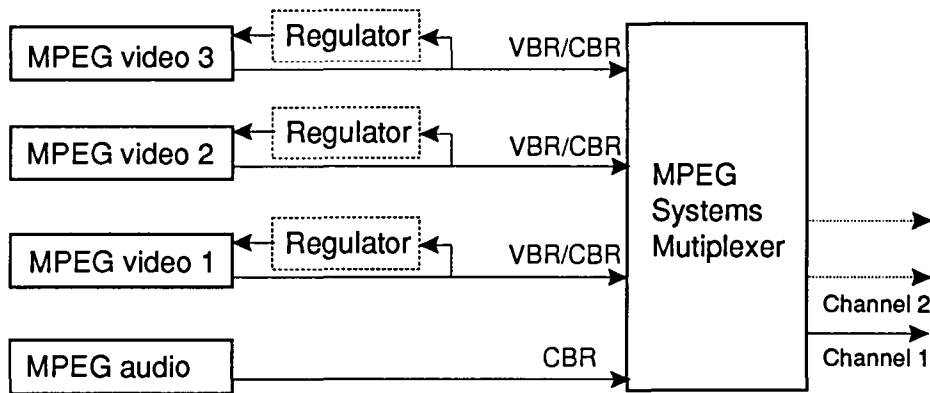 Regulator
MPEG video 3
VBR/CBR
Regulator
MPEG video 2
VBR/CBR
MPEG
Systems
Mutiplexer
Regulator
MPEG video 1
VBR/CBR
Channel 2
MPEG audio
CBR
Channel 1